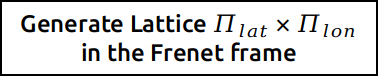 Generate Lattice Π_lat × Π_lon
in the Frenet frame